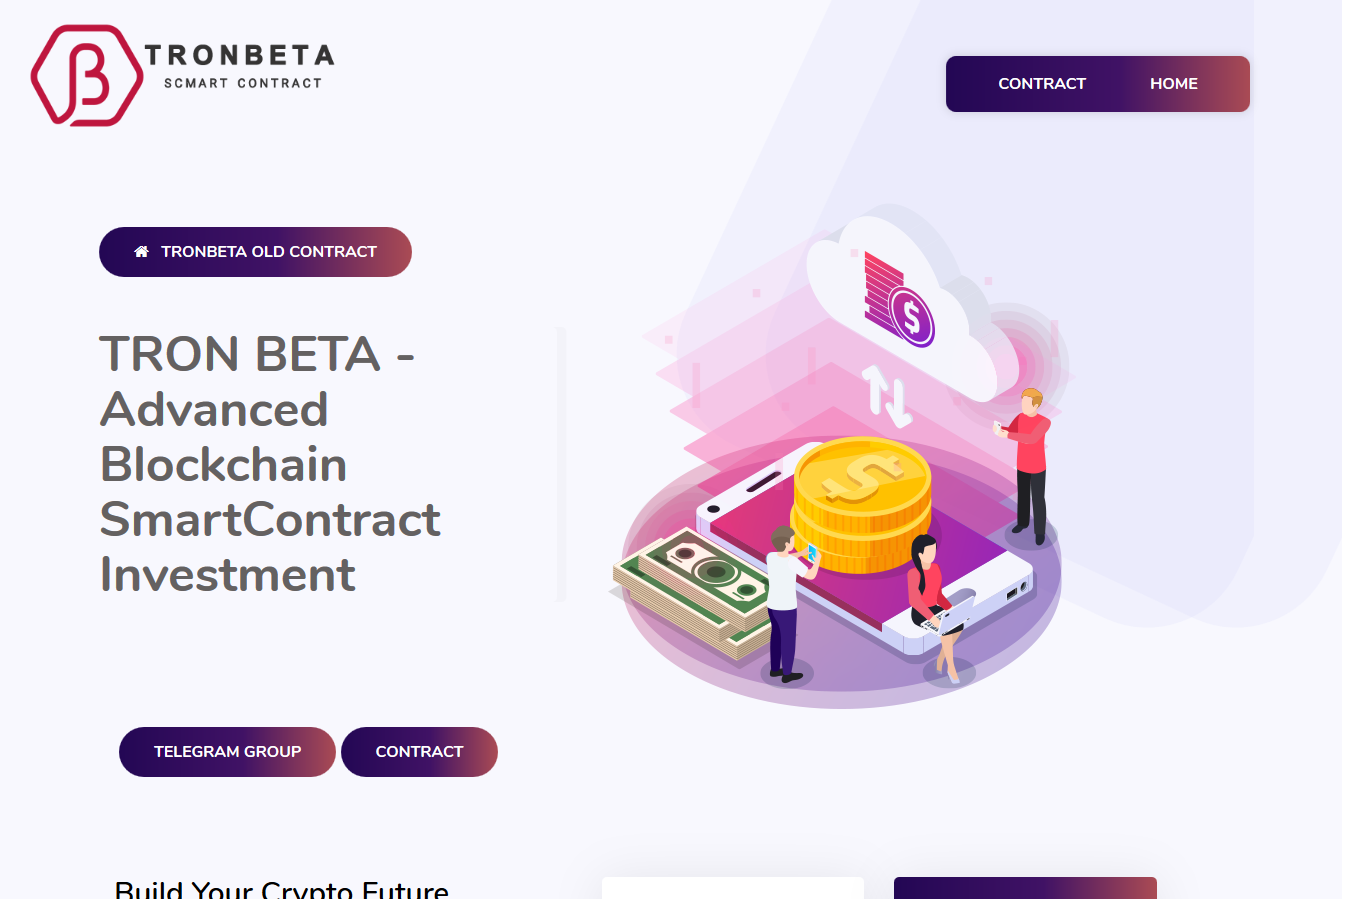 TRONBETA
SCMART CONTRACT
CONTRACT
HOME
TRONBETA OLD CONTRACT
TRON BETA -
Advanced
Blockchain
SmartContract
Investment
TELEGRAM GROUP
CONTRACT
Build Your Crypto Future